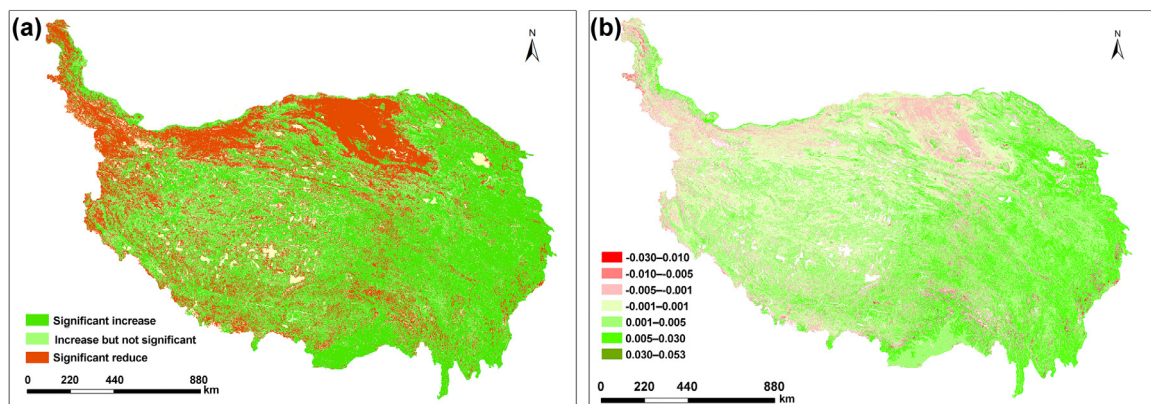 (a)
N
Significant increase
Increase but not significant
Significant reduce
0 220 440 880
km
(b)
N
-0.030–-0.010
-0.010–-0.005
-0.005–-0.001
-0.001–0.001
0.001–0.005
0.005–0.030
0.030–0.053
0 220 440 880
km